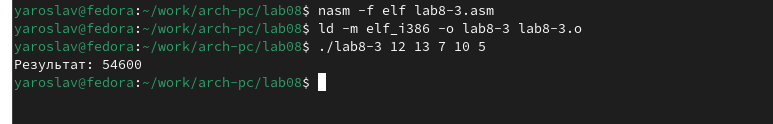 yaroslav@fedora:~/work/arch-pc/lab08$ nasm -f elf lab8-3.asm
yaroslav@fedora:~/work/arch-pc/lab08$ ld -m elf_i386 -o lab8-3 lab8-3.o
yaroslav@fedora:~/work/arch-pc/lab08$ ./lab8-3 12 13 7 10 5
Результат: 54600
yaroslav@fedora:~/work/arch-pc/lab08$